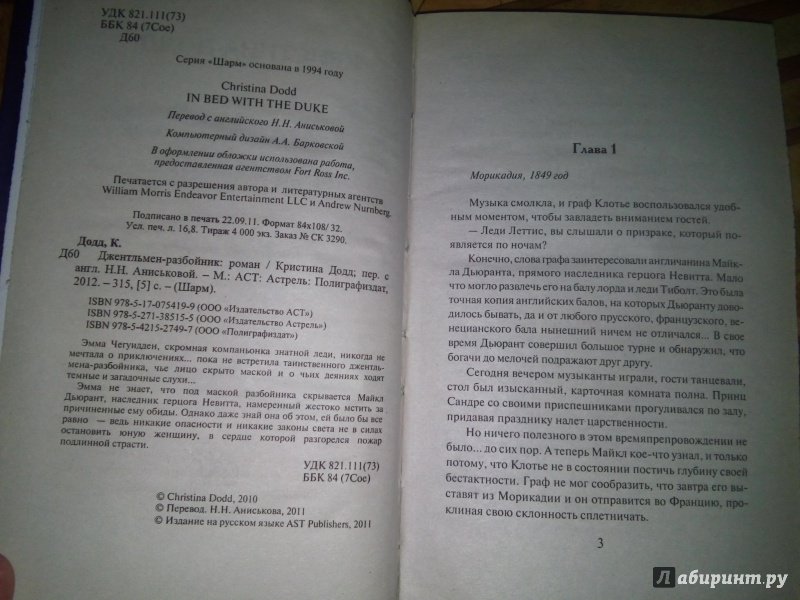 УДК 821.111(73)
ББК 84 (7Сое)
Д60
Серия «Шарм» основана в 1994 году
Christina Dodd
IN BED WITH THE DUKE
Перевод с английского Н.Н. Аниськовой
Компьютерный дизайн А.А. Барковской
В оформлении обложки использована работа,
предоставленная агентством Fort Ross Inc.
Печатается с разрешения автора и литературных агентств
William Morris Endeavor Entertainment LLC и Andrew Nurnberg.
Подписано в печать 22.09.11. Формат 84х108/ 32.
Усл. печ. л. 16,8. Тираж 4 000 экз. Заказ № СК 3290.
Додд, К.
Д60 Джентльмен-разбойник: роман / Кристина Додд; пер. с
англ. Н.Н. Аниськовой. – М.: АСТ: Астрель: Полиграфиздат,
2012. – 315, [5] с. – (Шарм).
ISBN 978-5-17-075419-9 (ООО «Издательство АСТ»)
ISBN 978-5-271-38515-5 (ООО «Издательство Астрель»)
ISBN 978-5-4215-2749-7 (ООО «Полиграфиздат»)
Эмма Чегуидеи, скромная компаньонка знатной леди, никогда не
мечтала о приключениях... пока не встретила таинственного джентль-
мена-разбойника, чье лицо скрыто маской и о чьих деяниях ходят
темные и загадочные слухи...
Эмма не знает, что под маской разбойника скрывается Майкл
Дьюрант, наследник герцога Невитта, намеренный жестоко мстить за
причиненные ему обиды. Однако даже знай она об этом, ей было бы все
равно — ведь никакие опасности и никакие законы света не в силах
остановить юную женщину, в сердце которой разгорелся пожар
подлинной страсти.
УДК 821.111(73)
ББК 84 (7Сое)
© Christina Dodd, 2010
© Перевод. Н.Н. Аниськова, 2011
© Издание на русском языке AST Publishers, 2011
Глава 1
Морикадия, 1849 год
Музыка смолкла, и граф Клотье воспользовался удоб-
ным моментом, чтобы завладеть вниманием гостей.
— Леди Леттис, вы слышали о призраке, который по-
является по ночам?
Конечно, слова графа заинтересовали англичанина Майк-
ла Дьюранта, прямого наследника герцога Невитта. Мало
что могло развлечь его на балу лорда и леди Тиболт. Это была
точная копия английских балов, на которых Дьюранту дово-
дилось бывать, да и от любого прусского, французского, ве-
нецианского бала нынешний ничем не отличался... В свое
время Дьюрант совершил большое турне и обнаружил, что
богачи до мелочей подражают друг другу.
Сегодня вечером музыканты играли, гости танцевали,
стол был изысканный, карточная комната полна. Принц
Сандре со своими приспешниками прогуливался по залу,
придавая празднику налет царственности.
Но ничего полезного в этом времяпрепровождении не
было... до сих пор. А теперь Майкл кое-что узнал, и только
потому, что Клотье не в состоянии постичь глубину своей
бестактности. Граф не мог сообразить, что завтра его вы-
ставят из Морикадии и он отправится во Францию, про-
клиная свою склонность сплетничать.
3
Лабиринт.ру